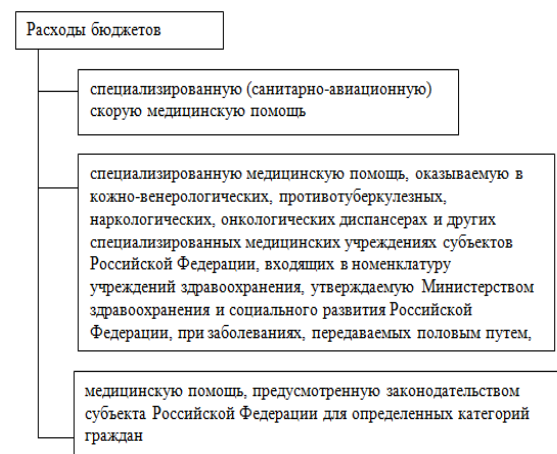 Расходы бюджетов
специализированную (санитарно-авиационную)
скорую медицинскую помощь
специализированную медицинскую помощь, оказываемую в
кожно-венерологических, противотуберкулезных,
наркологических, онкологических диспансерах и других
специализированных медицинских учреждениях субъектов
Российской Федерации, входящих в номенклатуру
учреждений здравоохранения, утверждаемую Министерством
здравоохранения и социального развития Российской
Федерации, при заболеваниях, передаваемых половым путем,
медицинскую помощь, предусмотренную законодательством
субъекта Российской Федерации для определенных категорий
граждан